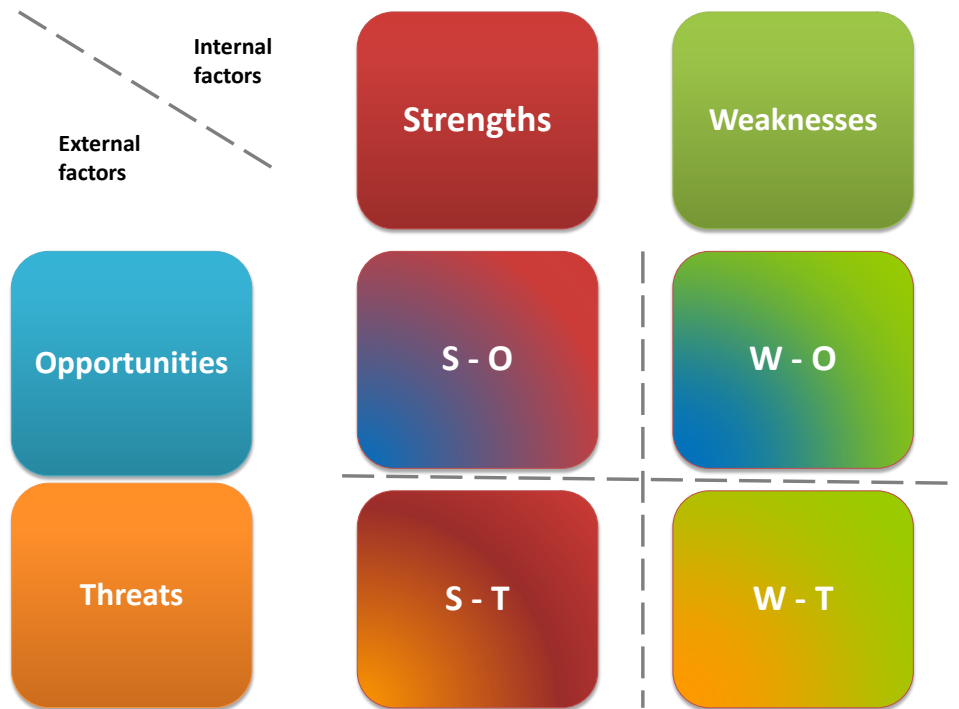 Internal
factors
External
factors
Strengths
Weaknesses
Opportunities
S - O
W - O
Threats
S - T
W - T